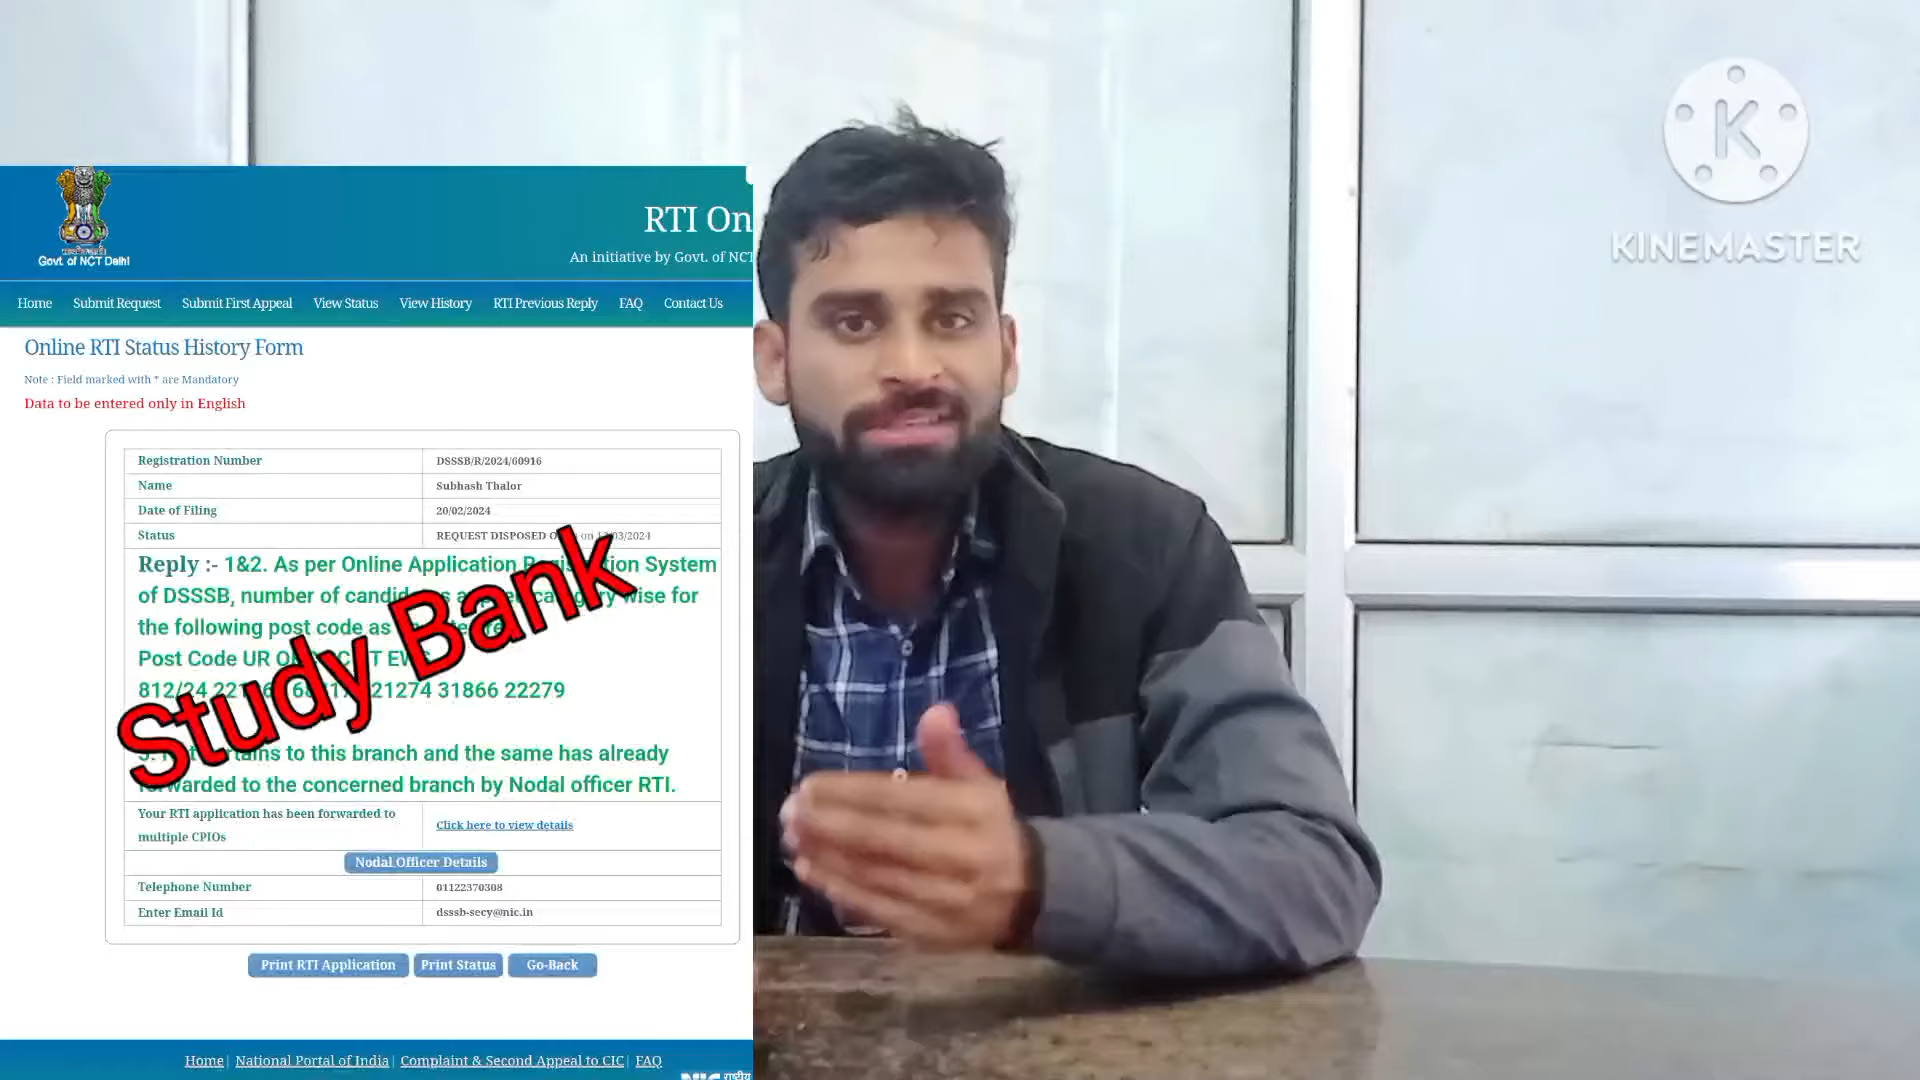 Govt. of NCT Delhi
RTI On
An initiative by Govt. of NCT
Home Submit Request Submit First Appeal View Status View History RTI Previous Reply FAQ Contact Us
Online RTI Status History Form
Note : Field marked with * are Mandatory
Data to be entered only in English
Registration Number DSSSB/R/2024/60916
Name Subhash Thalor
Date of Filing 20/02/2024
Status REQUEST DISPOSED on /03/2024
Reply :- 1&2. As per Online Application System
of DSSSB, number of wise for
the following post code as
Post Code UR
812/24 21274 31866 22279
to this branch and the same has already
to the concerned branch by Nodal officer RTI.
Study Bank
Your RTI application has been forwarded to
multiple CPIOs
Click here to view details
Nodal Officer Details
Telephone Number 01122370308
Enter Email Id dsssb-secy@nic.in
Print RTI Application Print Status Go-Back
Home| National Portal of India| Complaint & Second Appeal to CIC| FAQ
K
KINEMASTER